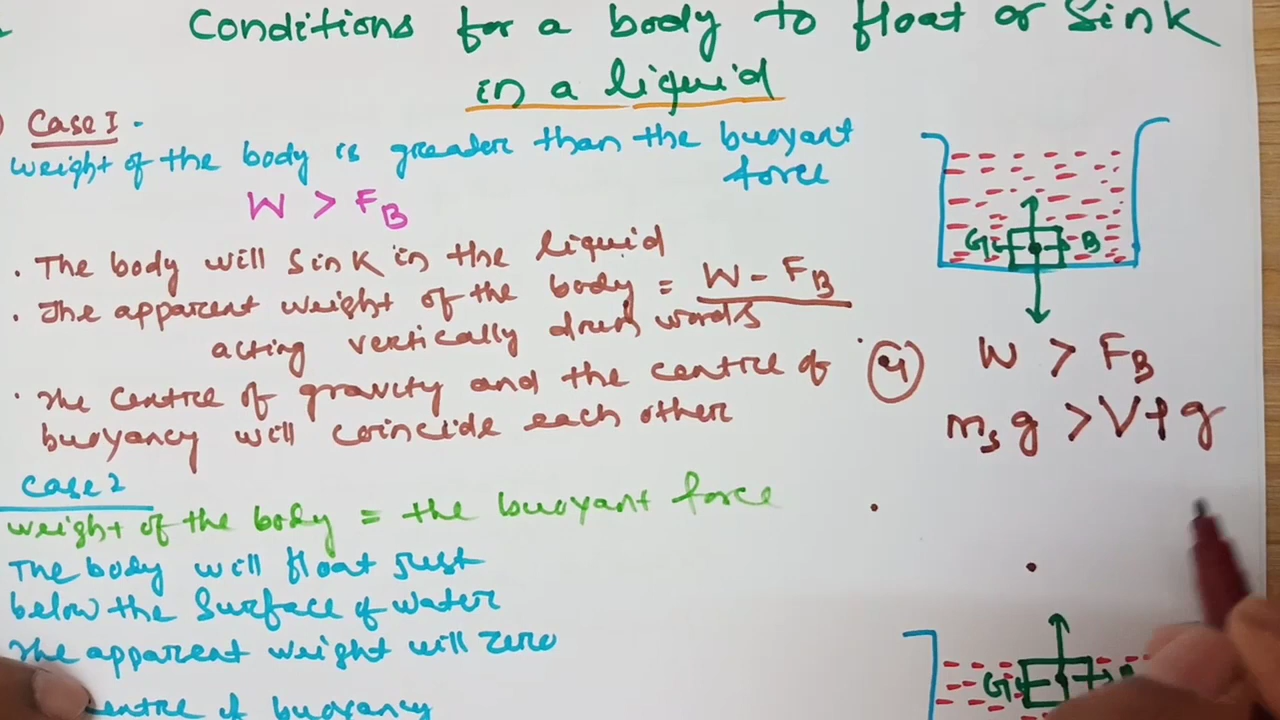 Conditions for a body to float or Sink
in a liquid
Case I.
Weight of the body is greater than the buoyant
force
W > FB
. The body will Sink in the liquid
. The apparent weight of the body = W - FB
acting vertically down words
. The centre of gravity and the centre of
buoyancy will coincide each other
G B
W > FB
ms g > V ρ g
Case 2
weight of the body = the buoyant force
The body will float Just
below the Surface of water
The apparent weight will zero
centre of buoyancy
G